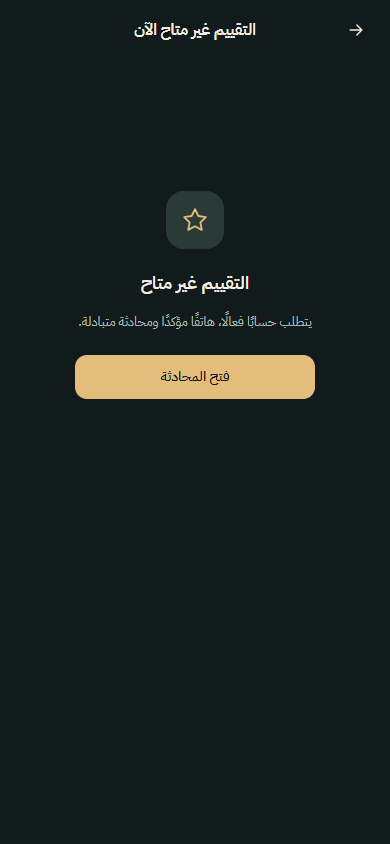 التقييم غير متاح الآن
التقييم غير متاح
يتطلب حسابًا فعالًا، هاتفًا مؤكدًا ومحادثة متبادلة.
فتح المحادثة